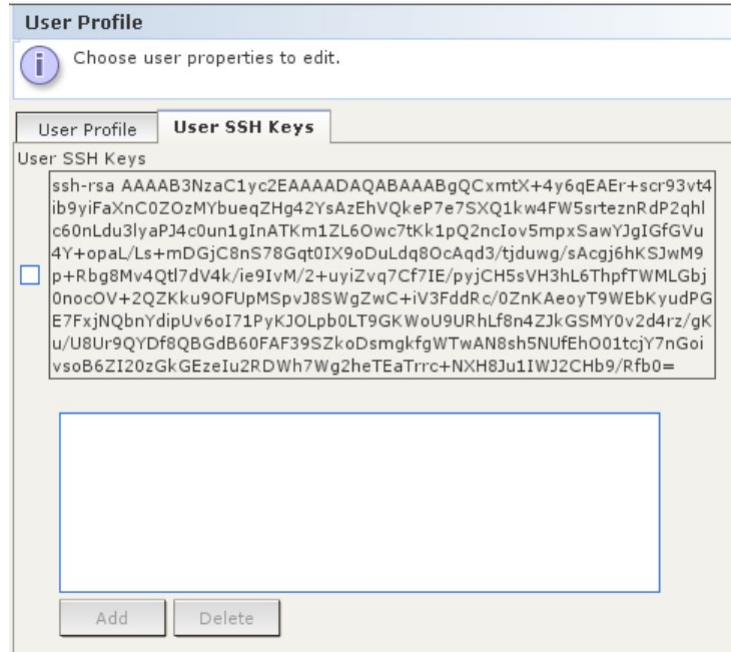 User Profile
Choose user properties to edit.
User Profile
User SSH Keys
User SSH Keys
ssh-rsa AAAAB3NzaC1yc2EAAAADAQABAAABgQCxmtX+4y6qEAEr+scr93vt4
ib9yiFaXnC0ZOzMYbueqZHg42YsAzEhVQkeP7e7SXQ1kw4FW5srteznRdP2qhl
c60nLdu3lyaPJ4c0un1gInATKm1ZL6Owc7tKk1pQ2ncIov5mpxSawYJgIGfGVu
4Y+opaL/Ls+mDGjC8nS78Gqt0IX9oDuLdq8OcAqd3/tjduwg/sAcgj6hKSJwM9
p+Rbg8Mv4Qtl7dV4k/ie9IvM/2+uyiZvq7Cf7IE/pyjCH5sVH3hL6ThpfTWMLGbj
0nocOV+2QZKku9OFUpMSpvJ8SWgZwC+iV3FddRc/0ZnKAeoyT9WEbKyudPG
E7FxjNQbnYdipUv6oI71PyKJOLpb0LT9GKWoU9URhLf8n4ZJkGSMY0v2d4rz/gK
u/U8Ur9QYDf8QBGdB60FAF39SZkoDsmgkfgWTwAN8sh5NUfEhO01tcjY7nGoi
vsoB6ZI20zGkGEzeIu2RDWh7Wg2heTEaTrrc+NXH8Ju1IWJ2CHb9/Rfb0=
Add
Delete